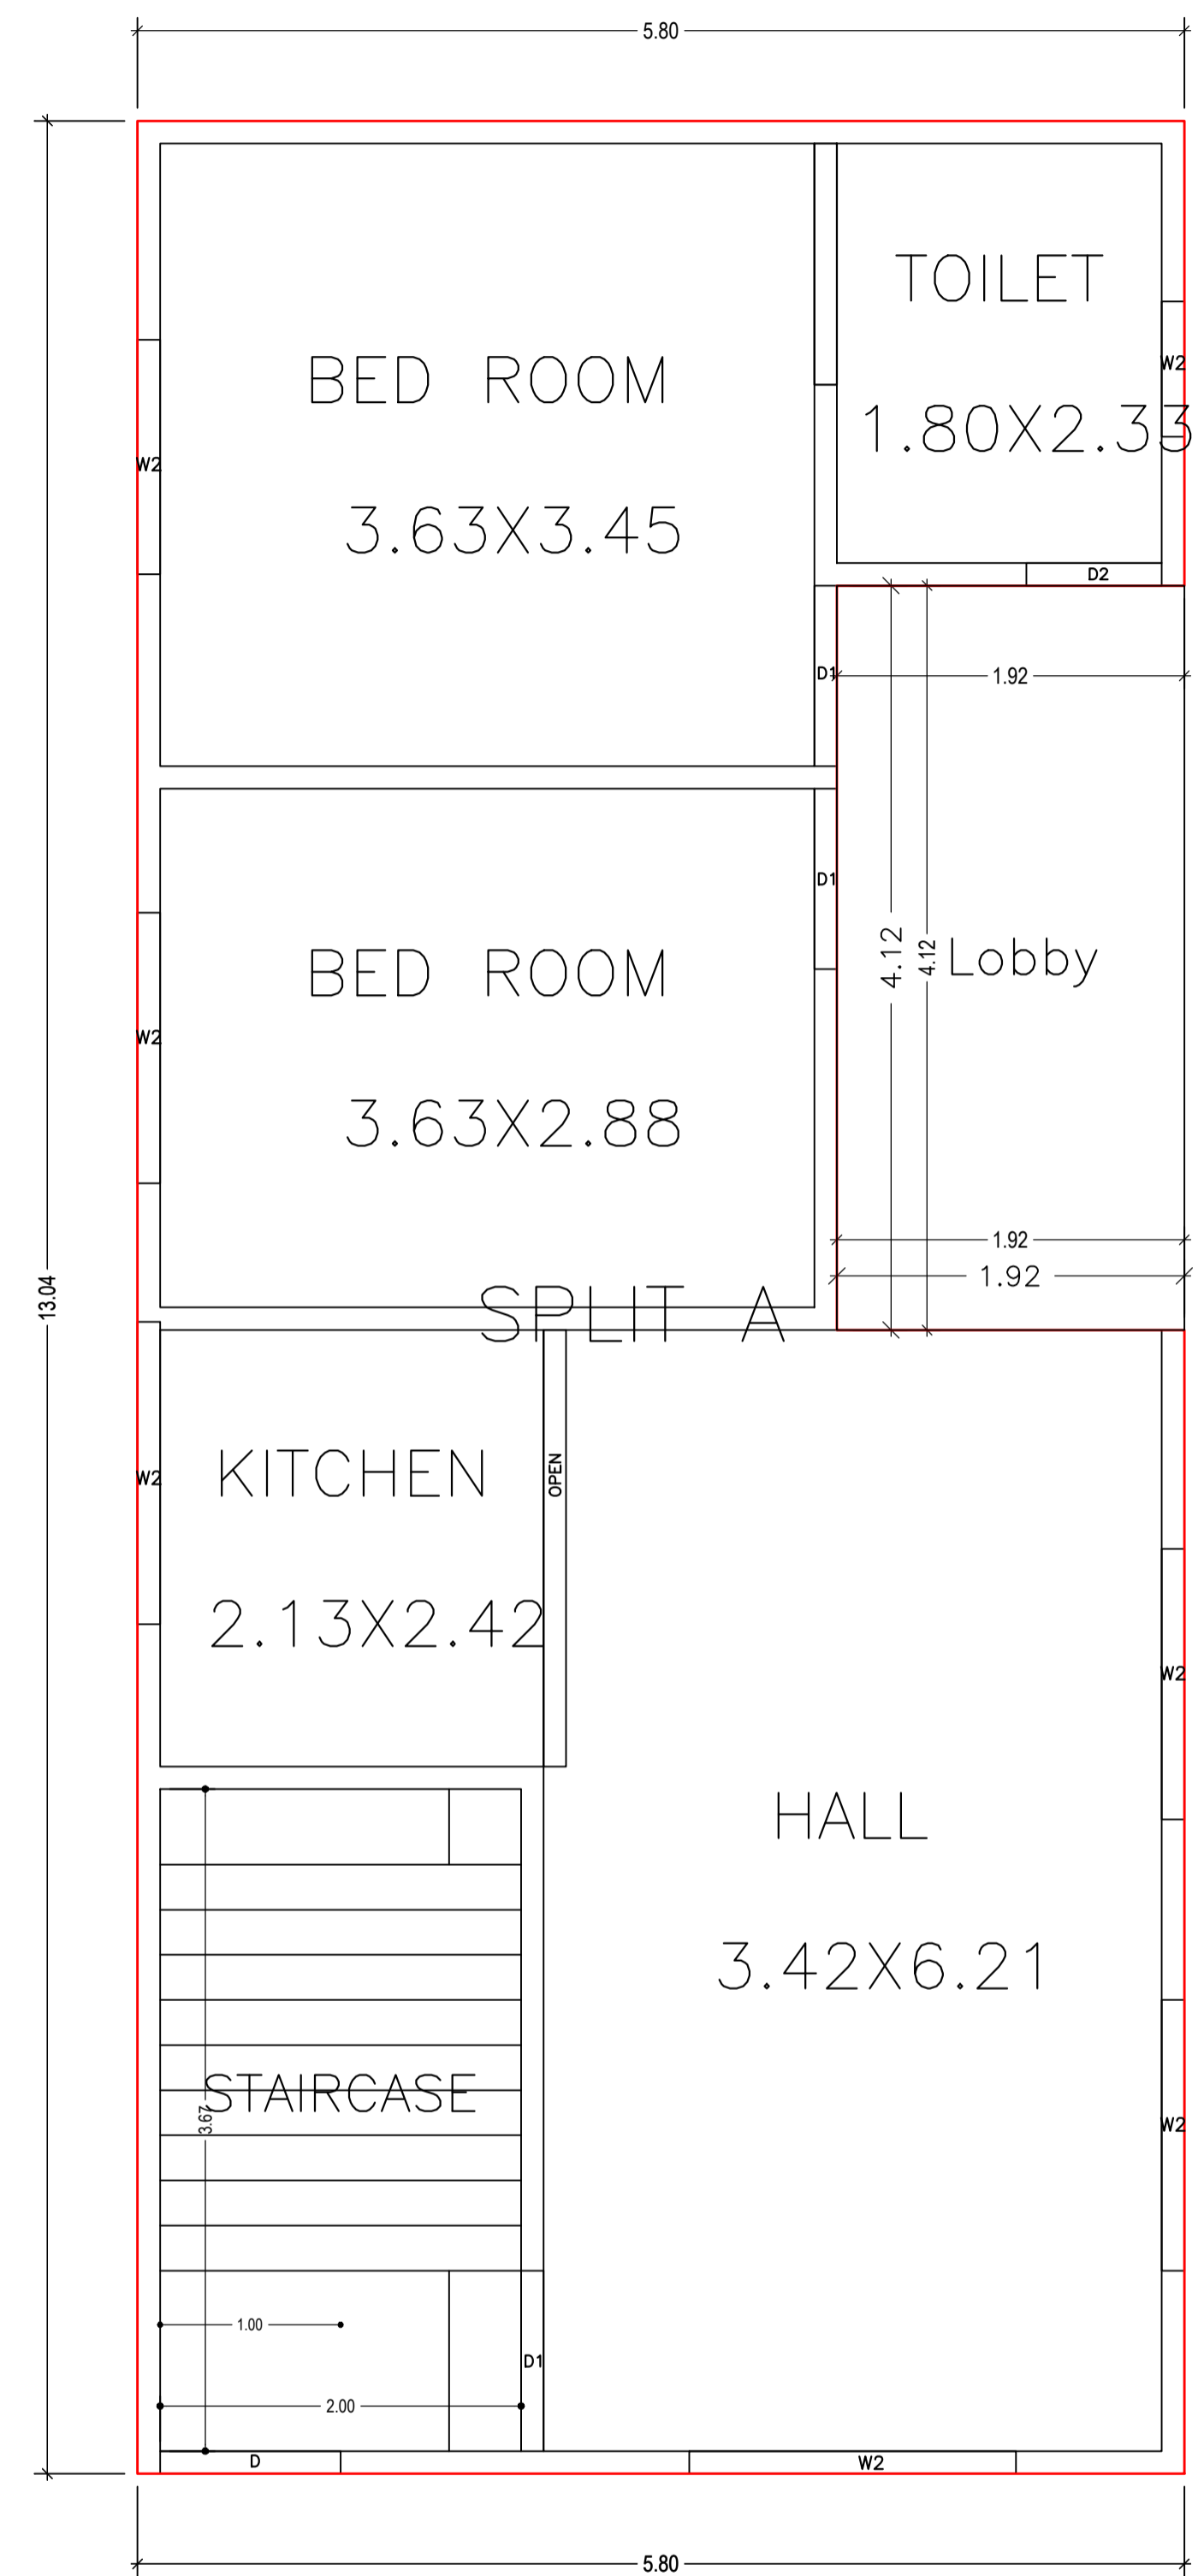 5.80
TOILET
W2
BED ROOM
1.80X2.33
W2
3.63X3.45
D2
D1
1.92
D1
4.12
4.12
Lobby
BED ROOM
W2
3.63X2.88
1.92
1.92
13.04
SPLIT A
KITCHEN
W2
OPEN
2.13X2.42
W2
HALL
3.42X6.21
STAIRCASE
3.67
W2
1.00
D1
2.00
D
W2
5.80